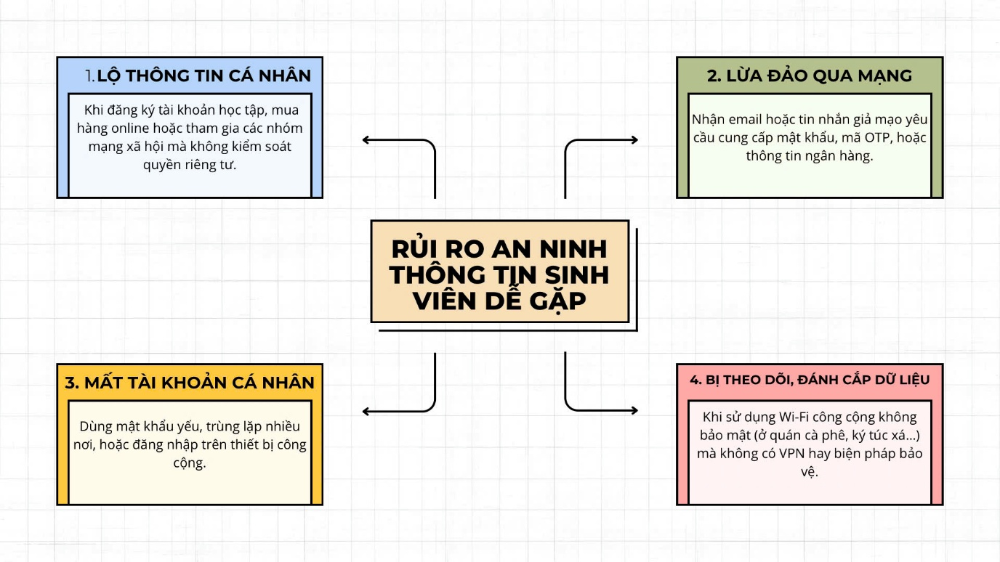 1. LỘ THÔNG TIN CÁ NHÂN
Khi đăng ký tài khoản học tập, mua
hàng online hoặc tham gia các nhóm
mạng xã hội mà không kiểm soát
quyền riêng tư.
2. LỪA ĐẢO QUA MẠNG
Nhận email hoặc tin nhắn giả mạo yêu
cầu cung cấp mật khẩu, mã OTP, hoặc
thông tin ngân hàng.
RỦI RO AN NINH
THÔNG TIN SINH
VIÊN DỄ GẶP
3. MẤT TÀI KHOẢN CÁ NHÂN
Dùng mật khẩu yếu, trùng lặp nhiều
nơi, hoặc đăng nhập trên thiết bị công
cộng.
4. BỊ THEO DÕI, ĐÁNH CẮP DỮ LIỆU
Khi sử dụng Wi-Fi công cộng không
bảo mật (ở quán cà phê, ký túc xá…)
mà không có VPN hay biện pháp bảo
vệ.